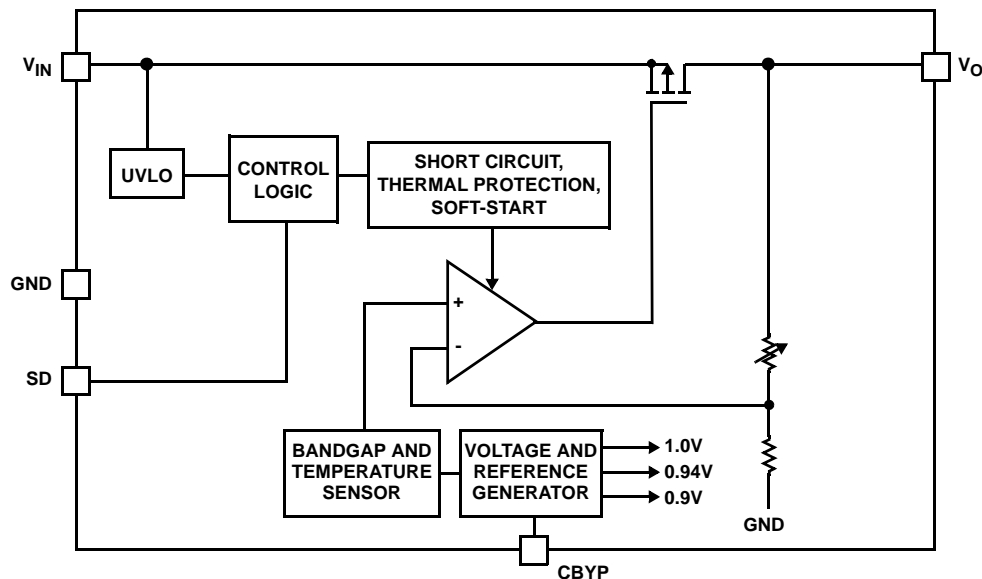 VIN
VO
UVLO
CONTROL
LOGIC
SHORT CIRCUIT,
THERMAL PROTECTION,
SOFT-START
GND
+
-
SD
BANDGAP AND
TEMPERATURE
SENSOR
VOLTAGE AND
REFERENCE
GENERATOR
1.0V
0.94V
0.9V
GND
CBYP